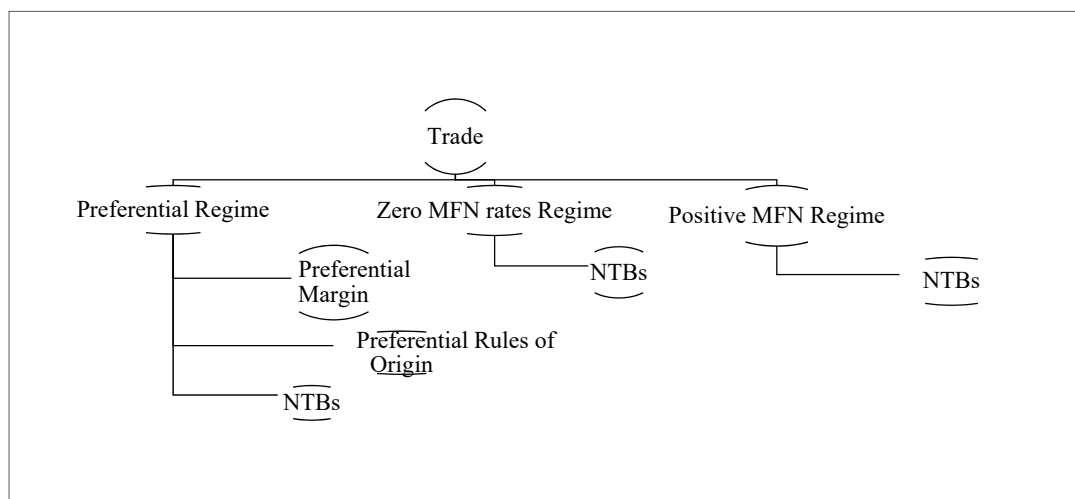 Trade
Preferential Regime
Zero MFN rates Regime
Positive MFN Regime
Preferential
Margin
NTBs
NTBs
Preferential Rules of
Origin
NTBs